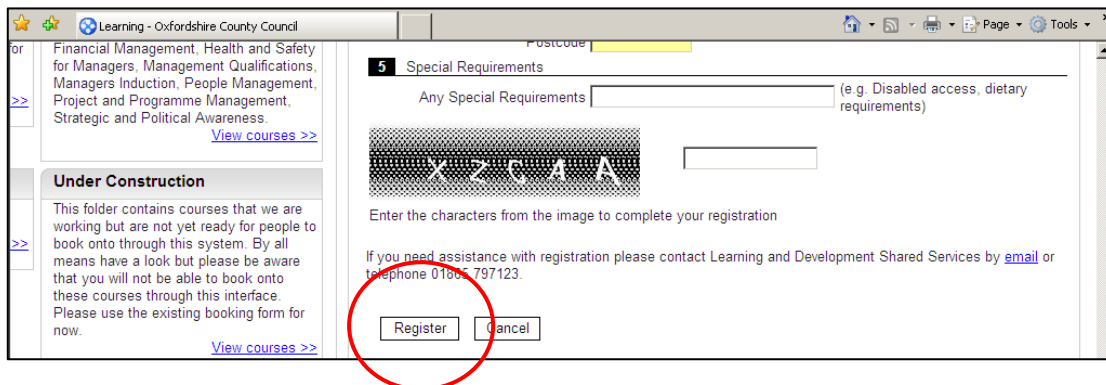 Learning - Oxfordshire County Council
Page
Tools
for
>>
Financial Management, Health and Safety
for Managers, Management Qualifications,
Managers Induction, People Management,
Project and Programme Management,
Strategic and Political Awareness.
View courses >>
Under Construction
>>
This folder contains courses that we are
working but are not yet ready for people to
book onto through this system. By all
means have a look but please be aware
that you will not be able to book onto
these courses through this interface.
Please use the existing booking form for
now.
View courses >>
Postcode
5 Special Requirements
Any Special Requirements
(e.g. Disabled access, dietary
requirements)
Enter the characters from the image to complete your registration
If you need assistance with registration please contact Learning and Development Shared Services by email or
telephone 01865 797123.
Register
Cancel